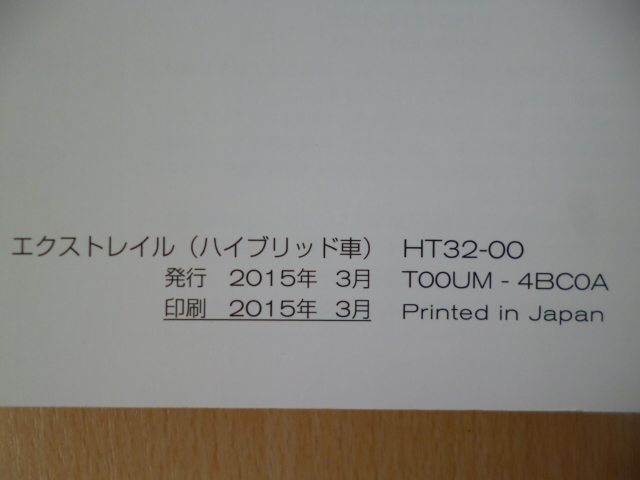 エクストレイル（ハイブリッド車） HT32-00
発行 2015年 3月 T00UM - 4BC0A
印刷 2015年 3月 Printed in Japan